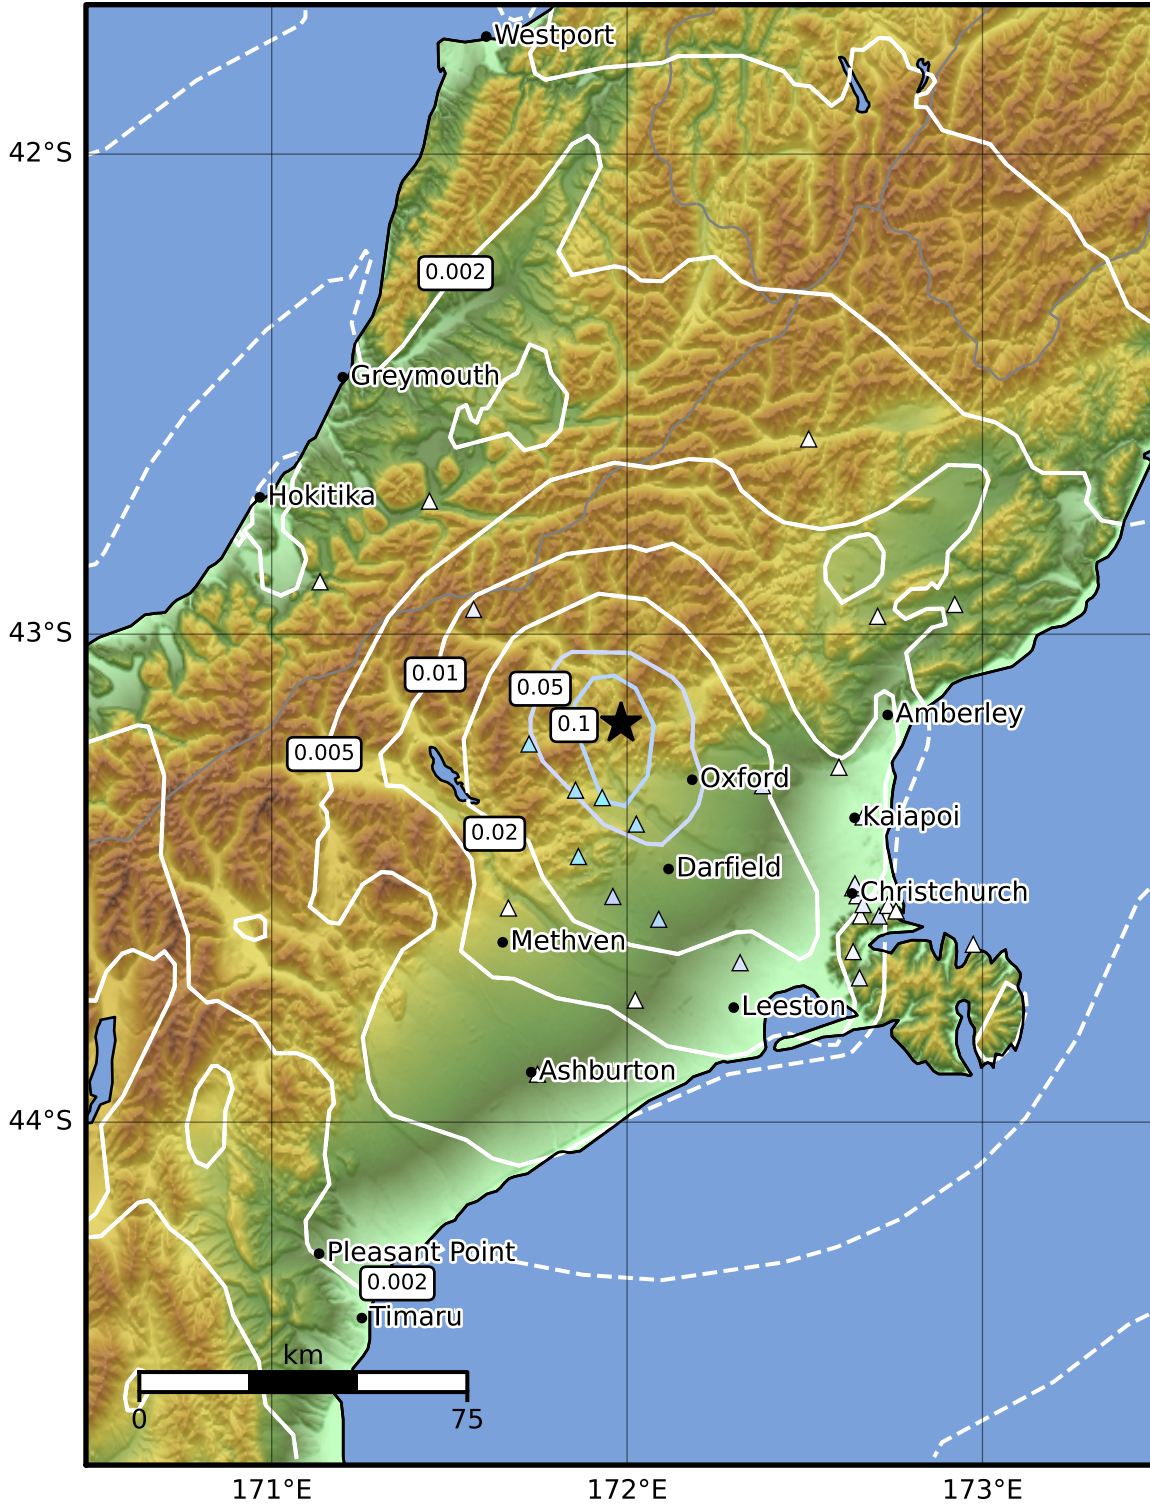 Westport
42°S
0.002
Greymouth
Hokitika
43°S
0.01
0.05
0.1
Amberley
0.005
Oxford
Kaiapoi
0.02
Darfield
Christchurch
Methven
Leeston
Ashburton
44°S
Pleasant Point
0.002
Timaru
km
0 75
171°E 172°E 173°E